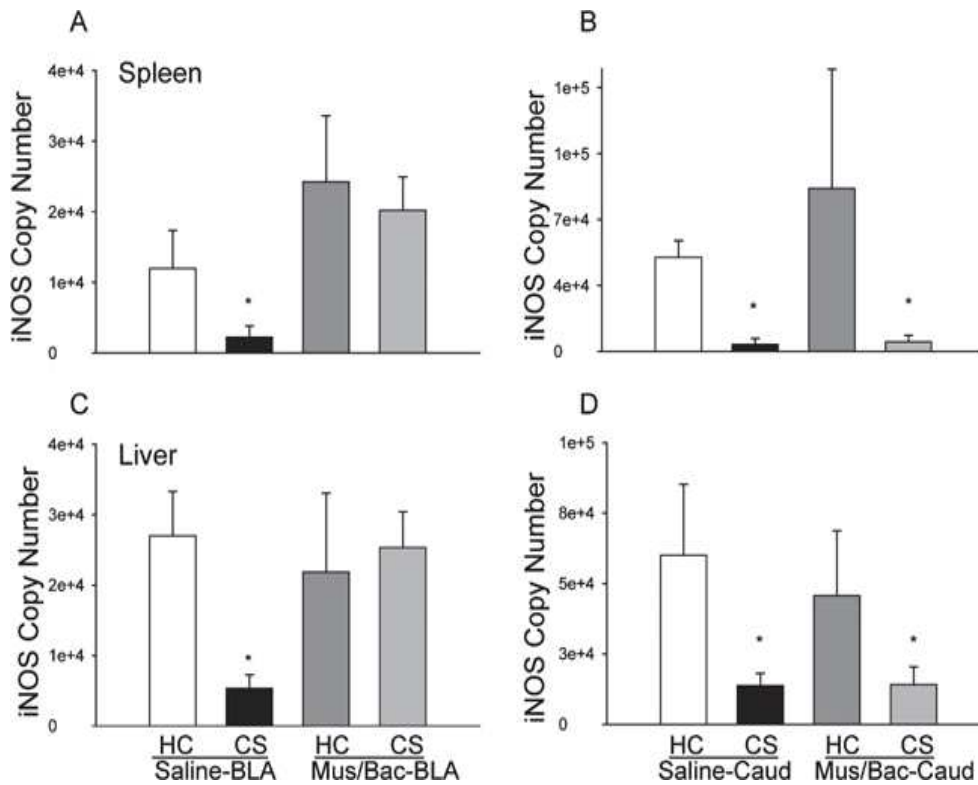 A
Spleen
iNOS Copy Number
4e+4
3e+4
2e+4
1e+4
0
*
B
iNOS Copy Number
1e+5
1e+5
7e+4
4e+4
0
*
*
C
Liver
iNOS Copy Number
4e+4
3e+4
2e+4
1e+4
0
*
HC CS HC CS
Saline-BLA Mus/Bac-BLA
D
iNOS Copy Number
1e+5
8e+4
5e+4
3e+4
0
*
*
HC CS HC CS
Saline-Caud Mus/Bac-Caud